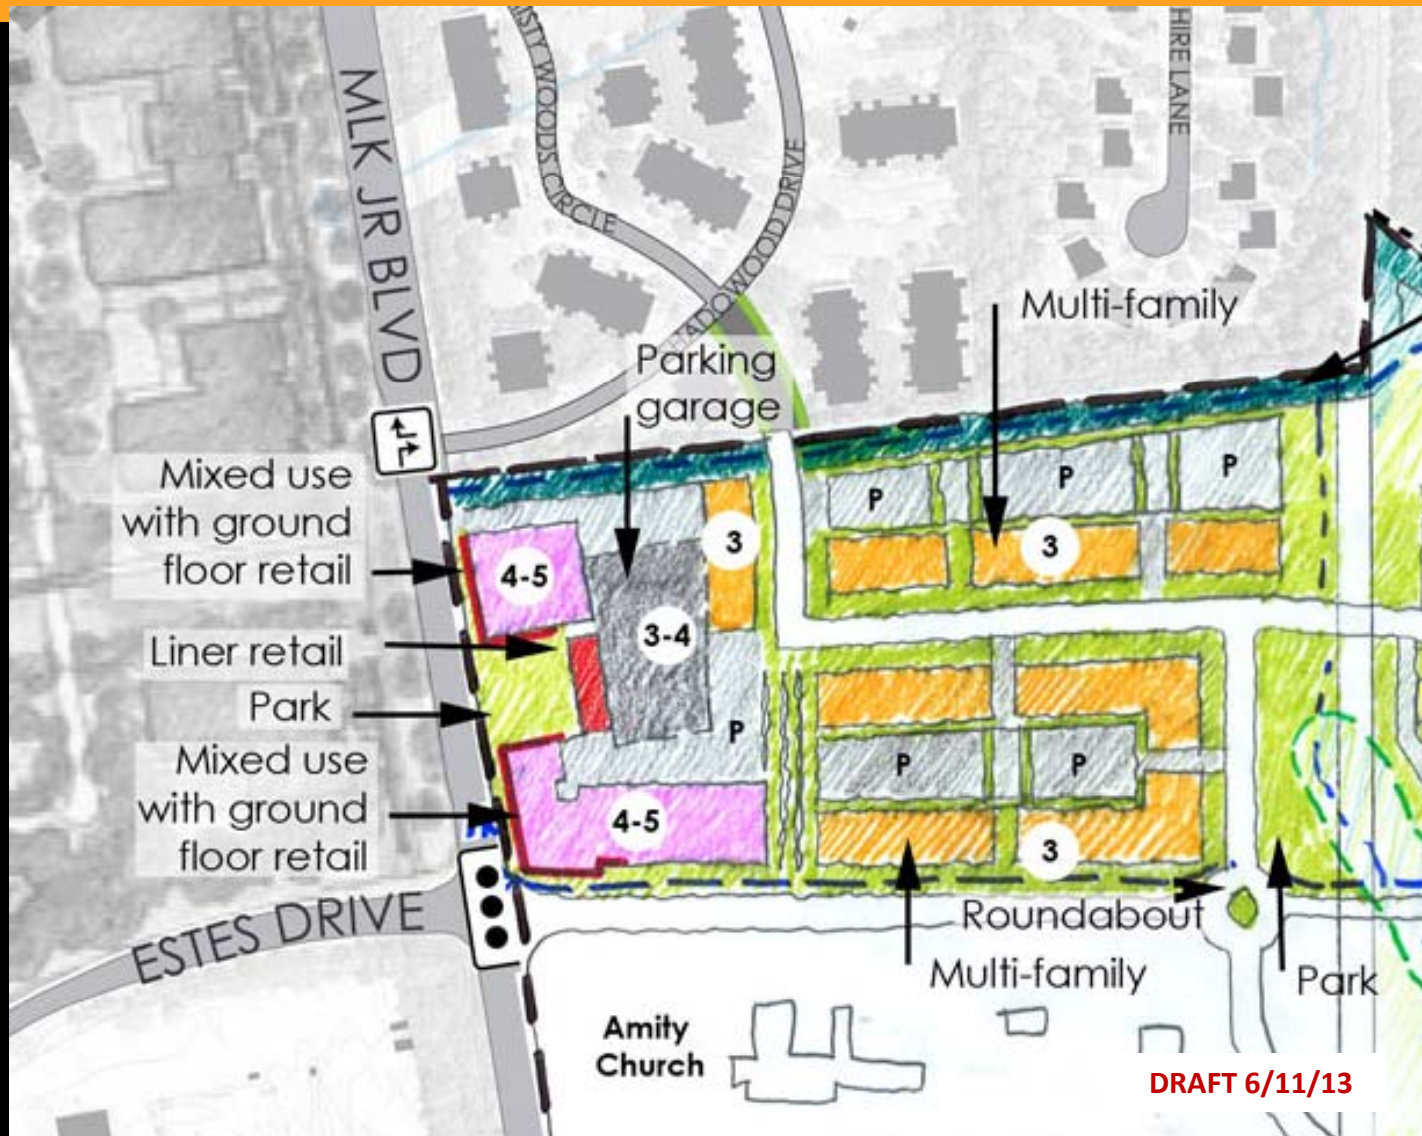 ISTY WOODS CIRCLE
HIRE LANE
MLK JR BLVD
ADOWOOD DRIVE
Multi-family
Parking
garage
Mixed use
with ground
floor retail
P
P
P
3
3
4-5
3-4
Liner retail
Park
P
P
P
Mixed use
with ground
floor retail
4-5
3
ESTES DRIVE
Roundabout
Multi-family
Park
Amity
Church
DRAFT 6/11/13